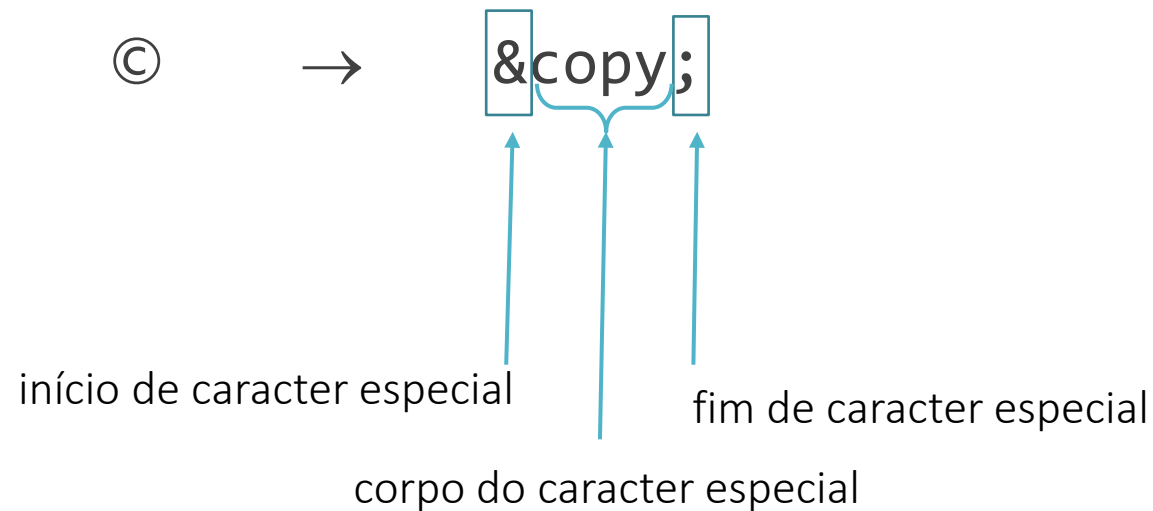 © → &copy;
início de caracter especial
fim de caracter especial
corpo do caracter especial